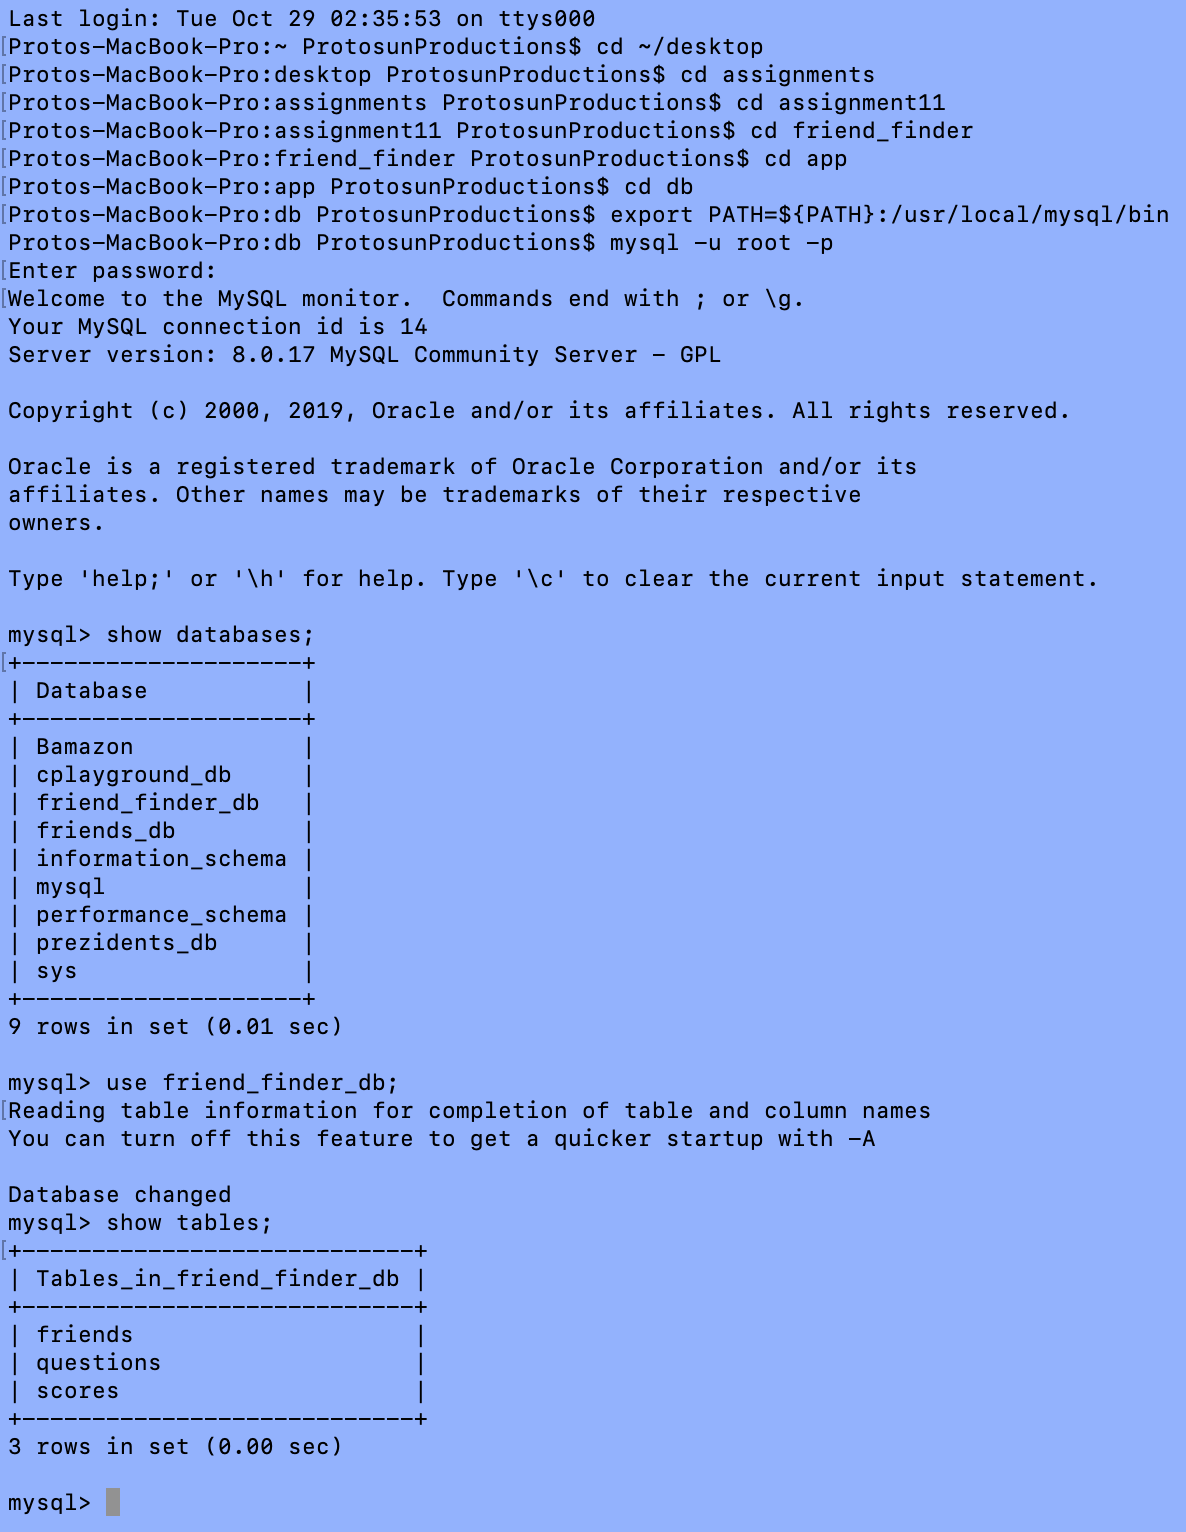 Last login: Tue Oct 29 02:35:53 on ttys000
[Protos-MacBook-Pro:~ ProtosunProductions$ cd ~/desktop
[Protos-MacBook-Pro:desktop ProtosunProductions$ cd assignments
[Protos-MacBook-Pro:assignments ProtosunProductions$ cd assignment11
[Protos-MacBook-Pro:assignment11 ProtosunProductions$ cd friend_finder
[Protos-MacBook-Pro:friend_finder ProtosunProductions$ cd app
[Protos-MacBook-Pro:app ProtosunProductions$ cd db
[Protos-MacBook-Pro:db ProtosunProductions$ export PATH=${PATH}:/usr/local/mysql/bin
Protos-MacBook-Pro:db ProtosunProductions$ mysql -u root -p
[Enter password:
[Welcome to the MySQL monitor.  Commands end with ; or \g.
Your MySQL connection id is 14
Server version: 8.0.17 MySQL Community Server - GPL

Copyright (c) 2000, 2019, Oracle and/or its affiliates. All rights reserved.

Oracle is a registered trademark of Oracle Corporation and/or its
affiliates. Other names may be trademarks of their respective
owners.

Type 'help;' or '\h' for help. Type '\c' to clear the current input statement.

mysql> show databases;
[+--------------------+
| Database           |
+--------------------+
| Bamazon            |
| cplayground_db     |
| friend_finder_db   |
| friends_db         |
| information_schema |
| mysql              |
| performance_schema |
| prezidents_db      |
| sys                |
+--------------------+
9 rows in set (0.01 sec)

mysql> use friend_finder_db;
[Reading table information for completion of table and column names
You can turn off this feature to get a quicker startup with -A

Database changed
mysql> show tables;
[+----------------------------+
| Tables_in_friend_finder_db |
+----------------------------+
| friends                    |
| questions                  |
| scores                     |
+----------------------------+
3 rows in set (0.00 sec)

mysql>